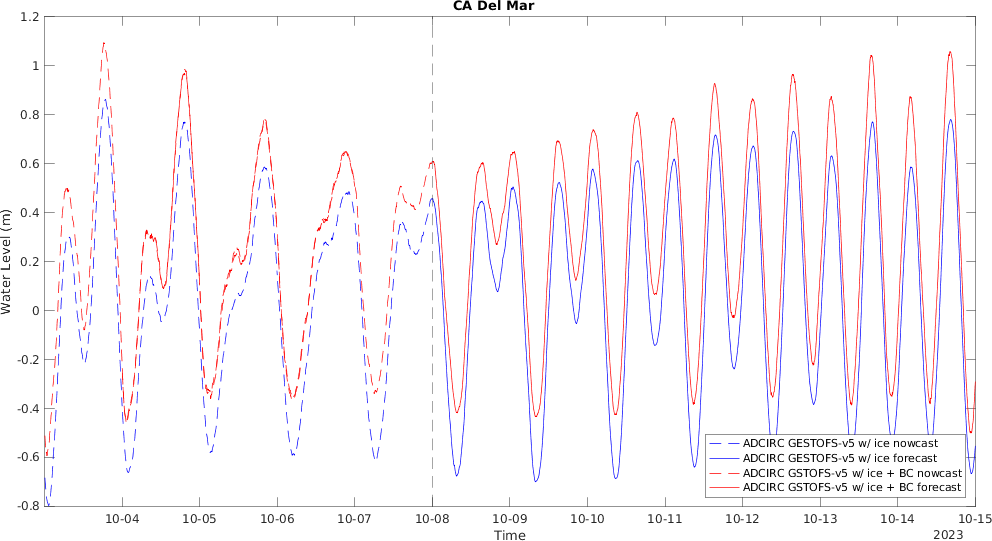 CA Del Mar
1.2
1
0.8
0.6
0.4
0.2
0
-0.2
-0.4
-0.6
-0.8
Water Level (m)
10-04 10-05 10-06 10-07 10-08 10-09 10-10 10-11 10-12 10-13 10-14 10-15
Time
2023
ADCIRC GESTOFS-v5 w/ ice nowcast
ADCIRC GESTOFS-v5 w/ ice forecast
ADCIRC GSTOFS-v5 w/ ice + BC nowcast
ADCIRC GSTOFS-v5 w/ ice + BC forecast